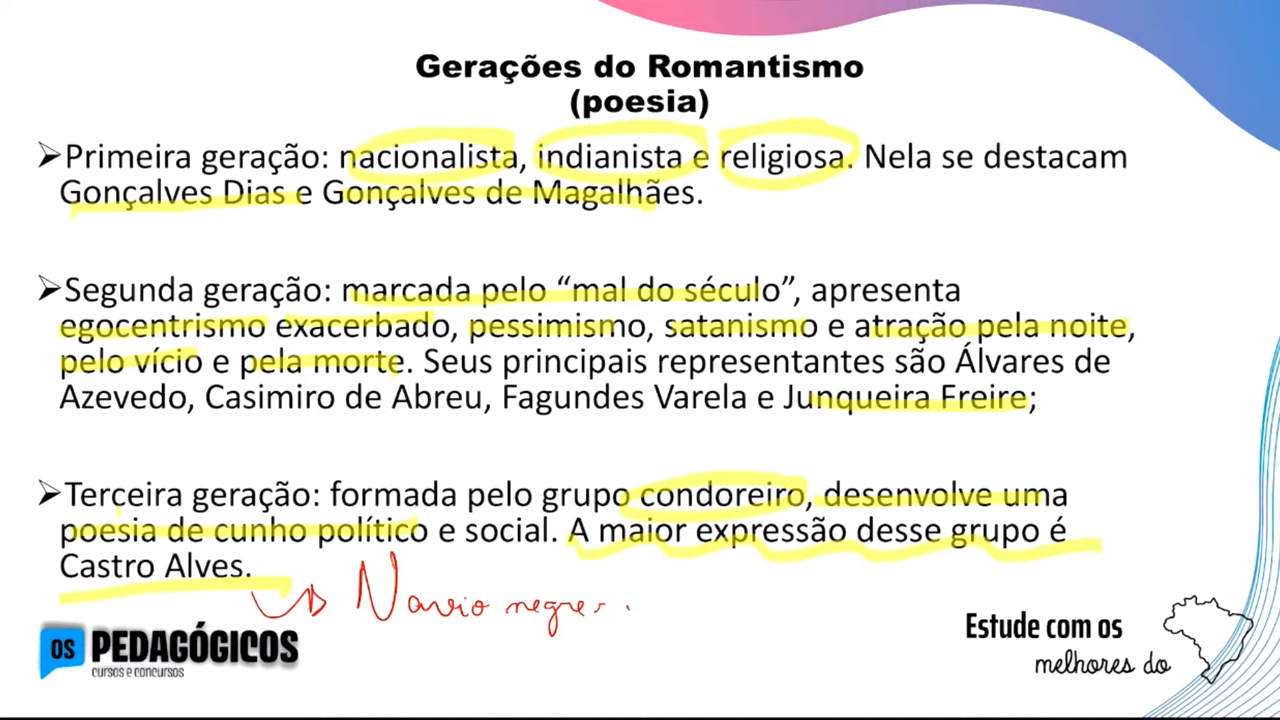 Gerações do Romantismo
(poesia)
➢Primeira geração: nacionalista, indianista e religiosa. Nela se destacam
Gonçalves Dias e Gonçalves de Magalhães.
➢Segunda geração: marcada pelo “mal do século”, apresenta
egocentrismo exacerbado, pessimismo, satanismo e atração pela noite,
pelo vício e pela morte. Seus principais representantes são Álvares de
Azevedo, Casimiro de Abreu, Fagundes Varela e Junqueira Freire;
➢Terceira geração: formada pelo grupo condoreiro, desenvolve uma
poesia de cunho político e social. A maior expressão desse grupo é
Castro Alves.
Navio negre
OS PEDAGÓGICOS
cursos e concursos
Estude com os
melhores do